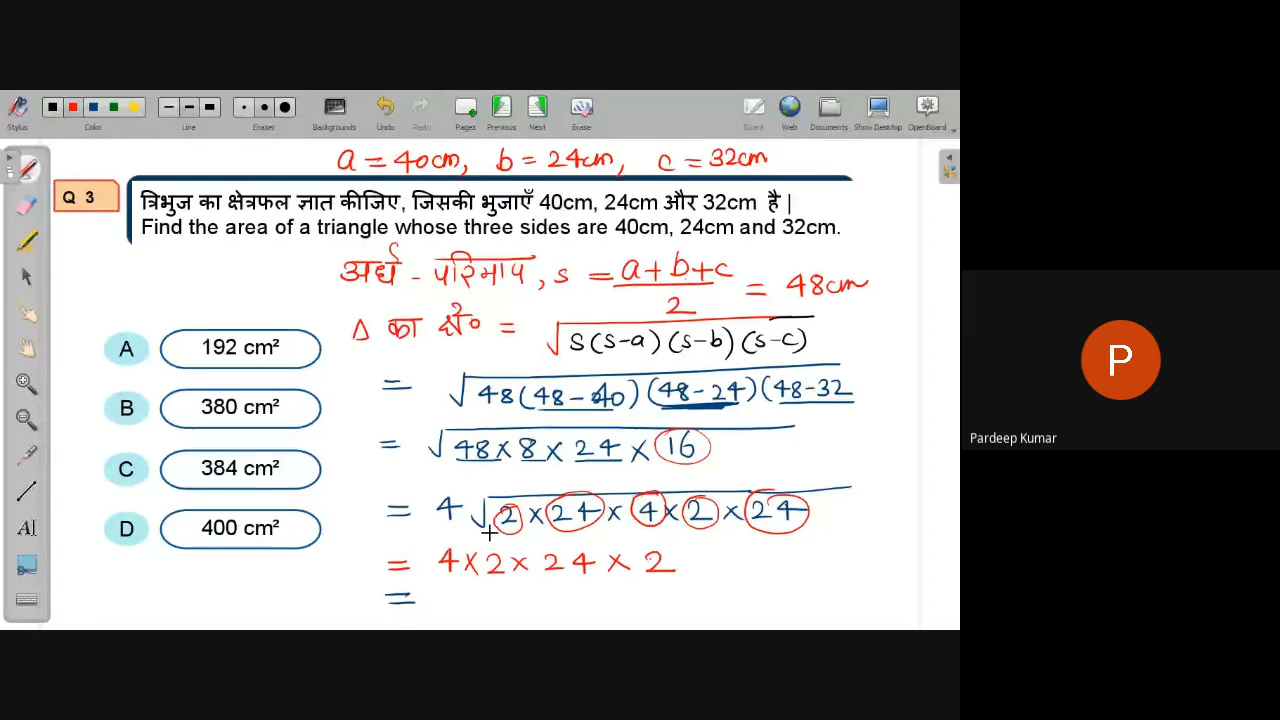 Stylus Color Line Eraser Backgrounds Undo Redo Pages Previous Next Erase Board Web Documents Show Desktop OpenBoard
a = 40cm, b = 24cm, c = 32cm
Q 3
त्रिभुज का क्षेत्रफल ज्ञात कीजिए, जिसकी भुजाएँ 40cm, 24cm और 32cm है |
Find the area of a triangle whose three sides are 40cm, 24cm and 32cm.
अर्ध - परिमाप, s = a+b+c / 2 = 48cm
Δ का क्षे० = √s(s-a)(s-b)(s-c)
= √48(48-40)(48-24)(48-32
= √48×8×24×16
= 4√2×24×4×2×24
= 4×2×24×2
=
A 192 cm²
B 380 cm²
C 384 cm²
D 400 cm²
P
Pardeep Kumar